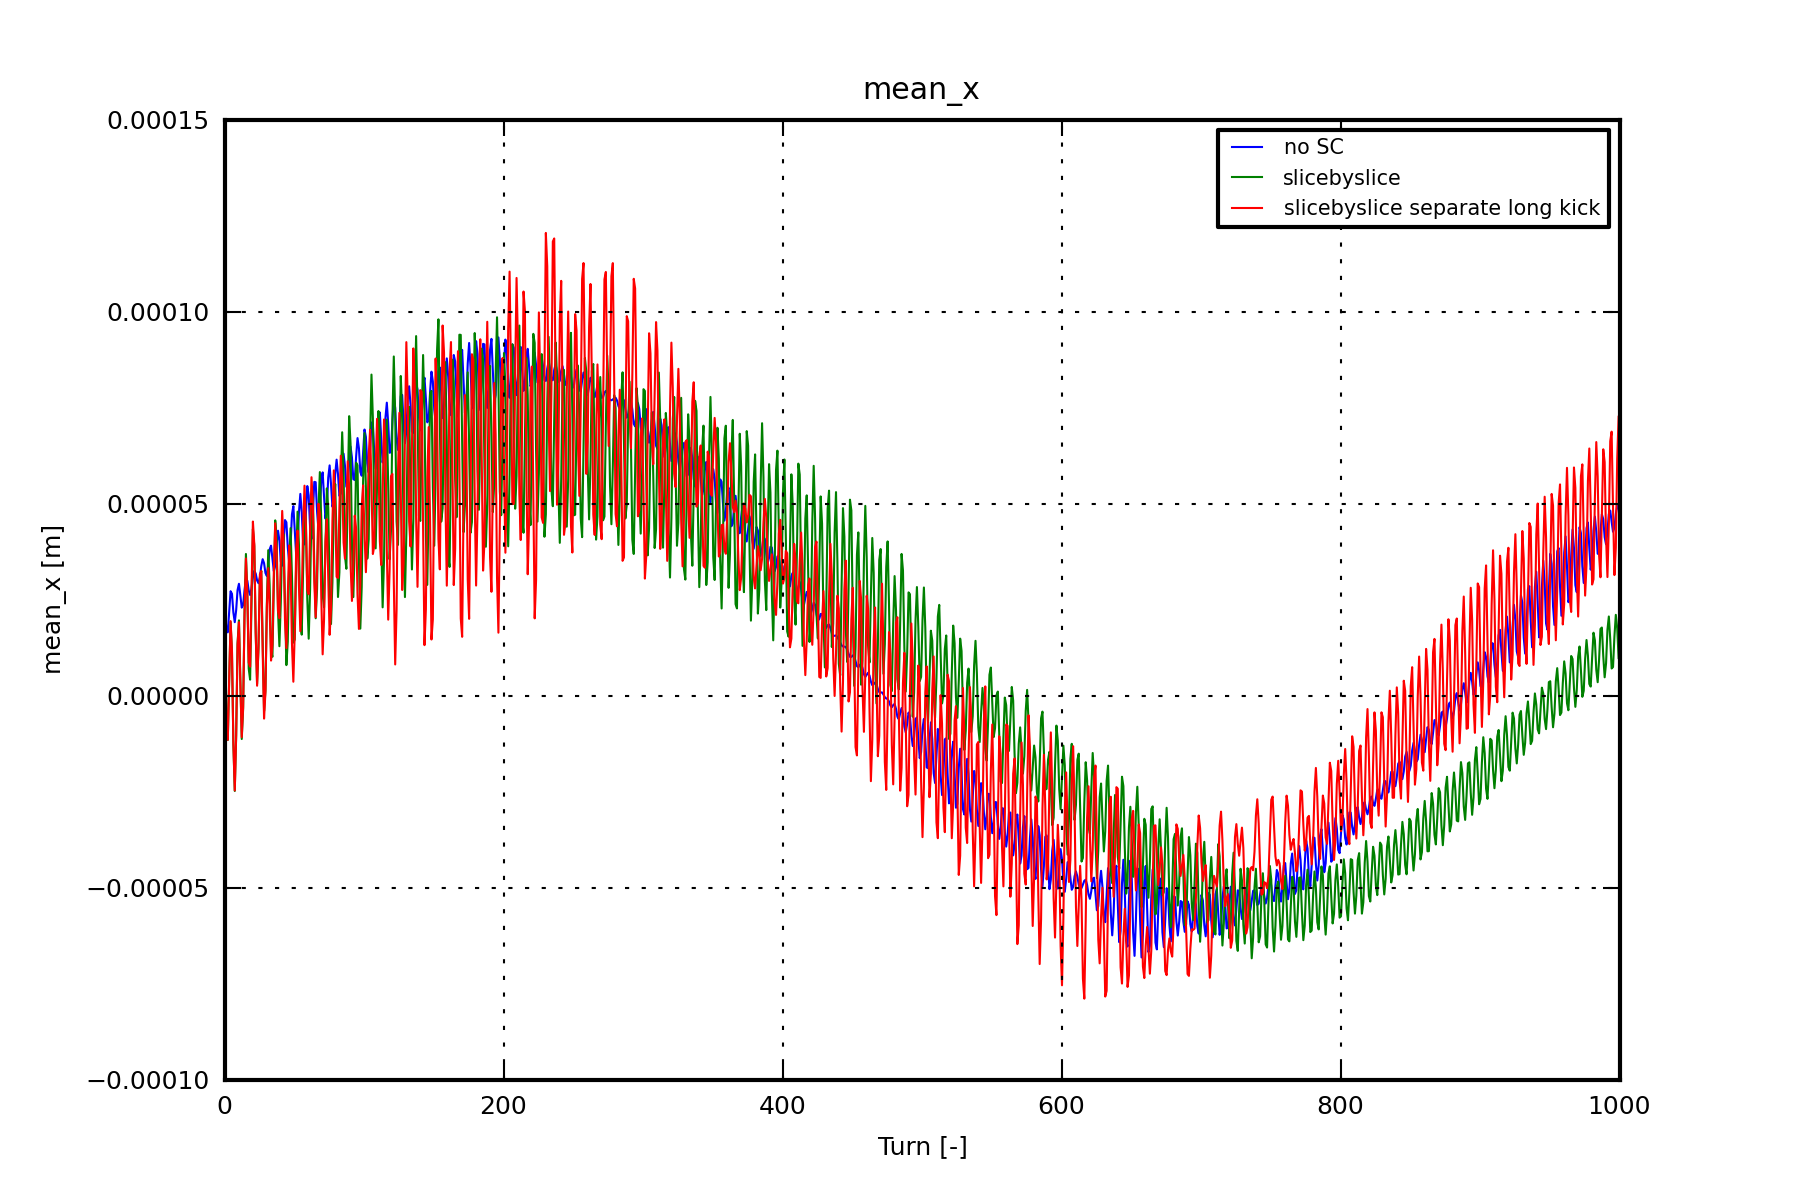 mean_x
0.00015
0.00010
0.00005
0.00000
−0.00005
−0.00010
mean_x [m]
no SC
slicebyslice
slicebyslice separate long kick
0 200 400 600 800 1000
Turn [-]